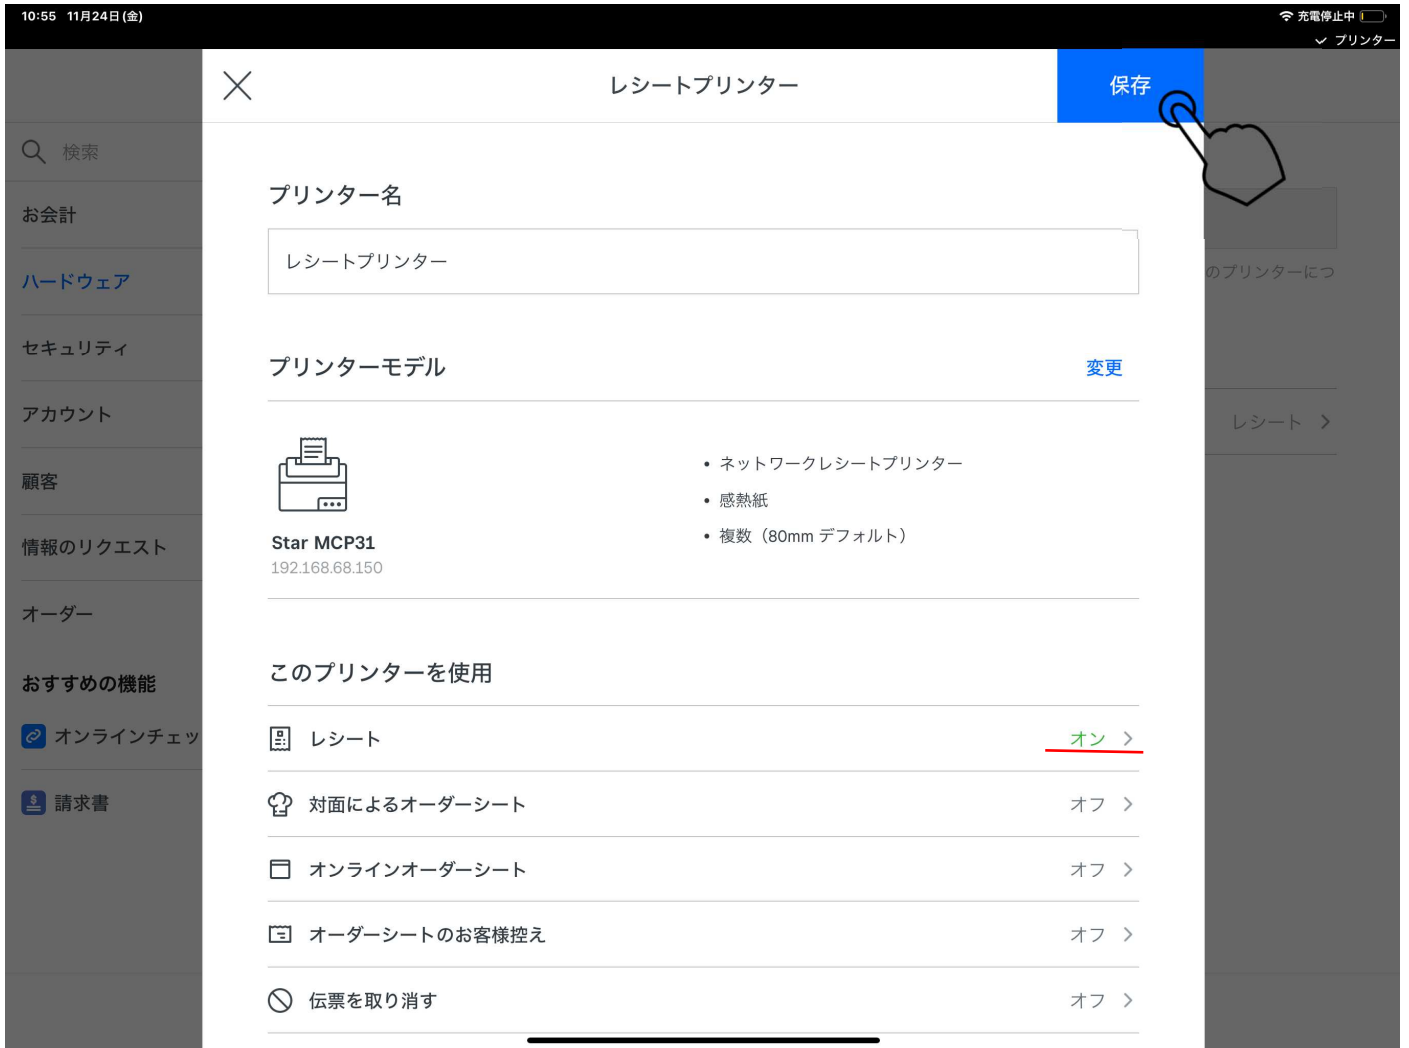 10:55 11月24日(金)
充電停止中
プリンター
レシートプリンター
保存
検索
お会計
ハードウェア
セキュリティ
アカウント
顧客
情報のリクエスト
オーダー
おすすめの機能
オンラインチェッ
請求書
プリンター名
レシートプリンター
のプリンターにつ
プリンターモデル
変更
レシート
Star MCP31
192.168.68.150
• ネットワークレシートプリンター
• 感熱紙
• 複数（80mm デフォルト）
このプリンターを使用
レシート オン
対面によるオーダーシート オフ
オンラインオーダーシート オフ
オーダーシートのお客様控え オフ
伝票を取り消す オフ